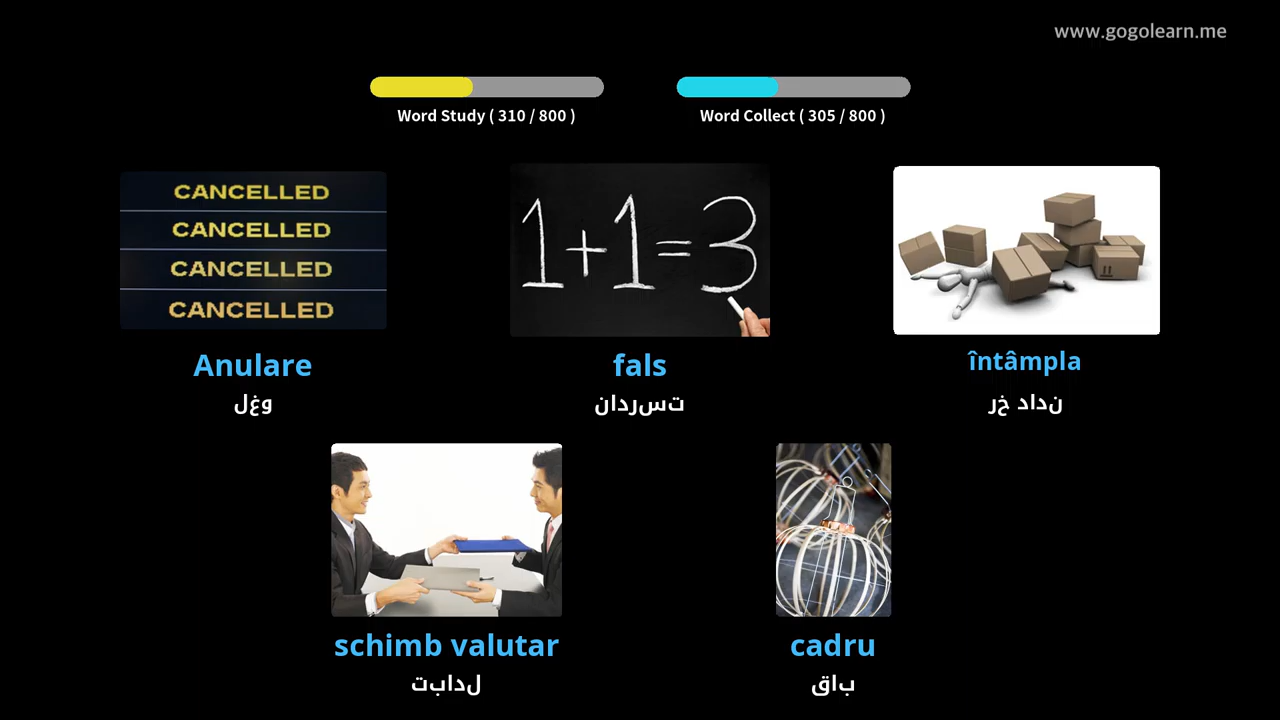 www.gogolearn.me
Word Study ( 310 / 800 )
Word Collect ( 305 / 800 )
CANCELLED
CANCELLED
CANCELLED
CANCELLED
1+1=3
Anulare
وغل
fals
تسردان
întâmpla
نداد خر
schimb valutar
لدابت
cadru
باق